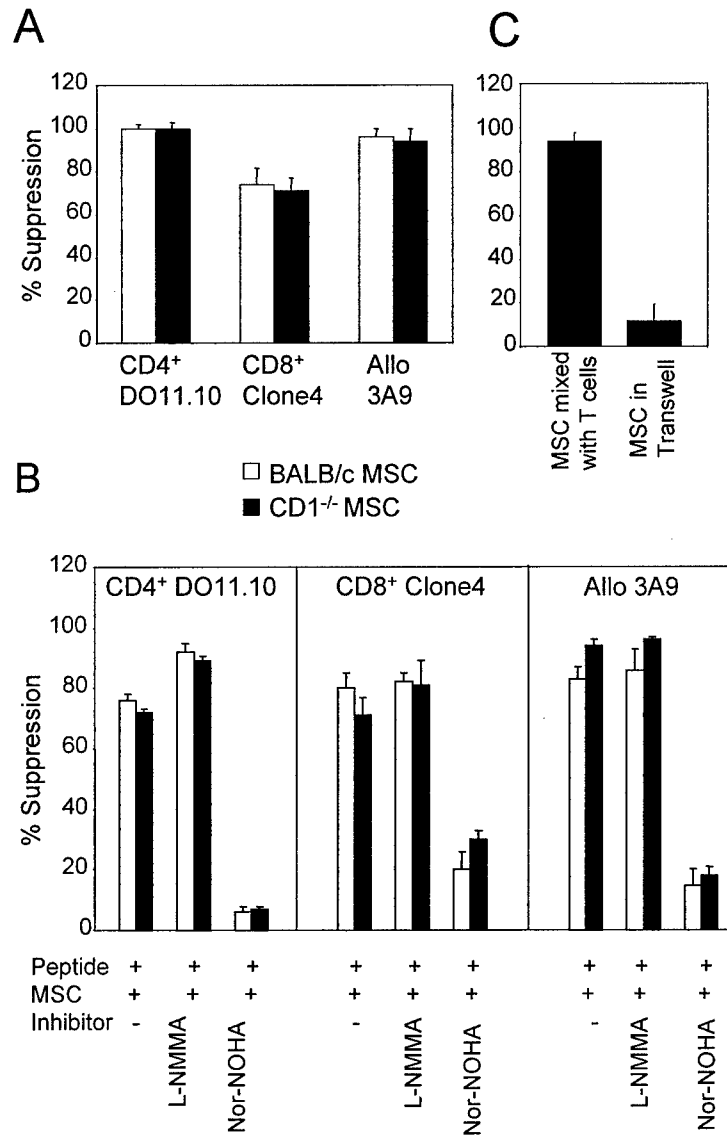 A
120
100
80
60
40
20
0
% Suppression
CD4+ DO11.10
CD8+ Clone4
Allo 3A9
C
120
100
80
60
40
20
0
MSC mixed with T cells
MSC in Transwell
BALB/c MSC
CD1-/- MSC
B
120
100
80
60
40
20
0
% Suppression
CD4+ DO11.10
CD8+ Clone4
Allo 3A9
Peptide + + + + + + + + +
MSC + + + + + + + + +
Inhibitor - L-NMMA Nor-NOHA - L-NMMA Nor-NOHA - L-NMMA Nor-NOHA